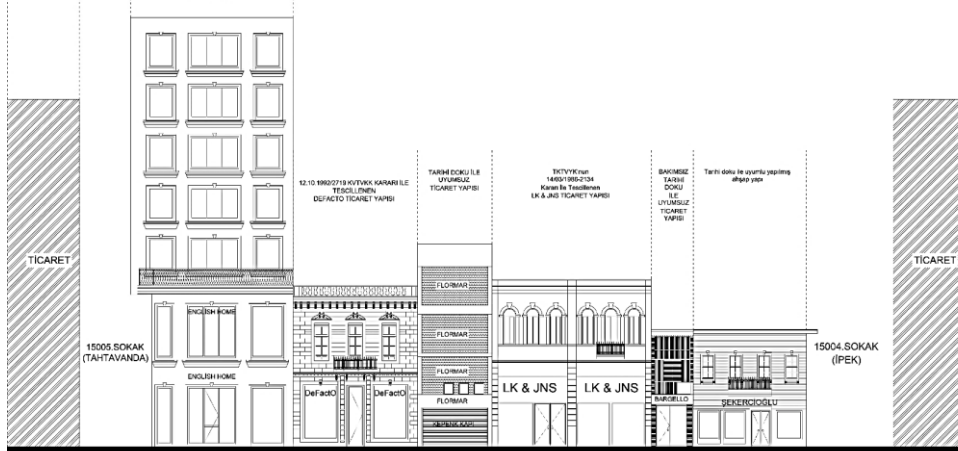 12.10.1992/2719 KVTVKK KARARI İLE
TESCİLLENEN
DEFACTO TİCARET YAPISI
TARİHİ DOKU İLE
UYUMSUZ
TİCARET YAPISI
TKTVYK'nun
14/03/1986-2134
Kararı İle Tescillenen
LK & JNS TİCARET YAPISI
BAKIMSIZ
TARİHİ
DOKU
İLE
UYUMSUZ
TİCARET
YAPISI
Tarihi doku ile uyumlu yapılmış
ahşap yapı
TİCARET
TİCARET
15005.SOKAK
(TAHTAVANDA)
15004.SOKAK
(İPEK)
ENGLISH HOME
ENGLISH HOME
DeFactO
DeFactO
FLORMAR
FLORMAR
FLORMAR
FLORMAR
KEPENK KAPI
LK & JNS
LK & JNS
BARGELLO
ŞEKERCİOĞLU